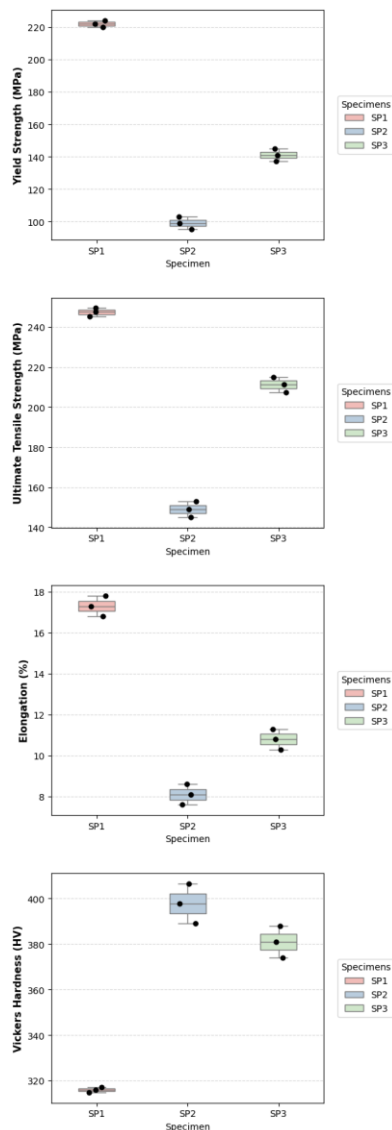 Yield Strength (MPa)
220
200
180
160
140
120
100
SP1 SP2 SP3
Specimen
Specimens
SP1
SP2
SP3
Ultimate Tensile Strength (MPa)
240
220
200
180
160
140
SP1 SP2 SP3
Specimen
Specimens
SP1
SP2
SP3
Elongation (%)
18
16
14
12
10
8
SP1 SP2 SP3
Specimen
Specimens
SP1
SP2
SP3
Vickers Hardness (HV)
400
380
360
340
320
SP1 SP2 SP3
Specimen
Specimens
SP1
SP2
SP3